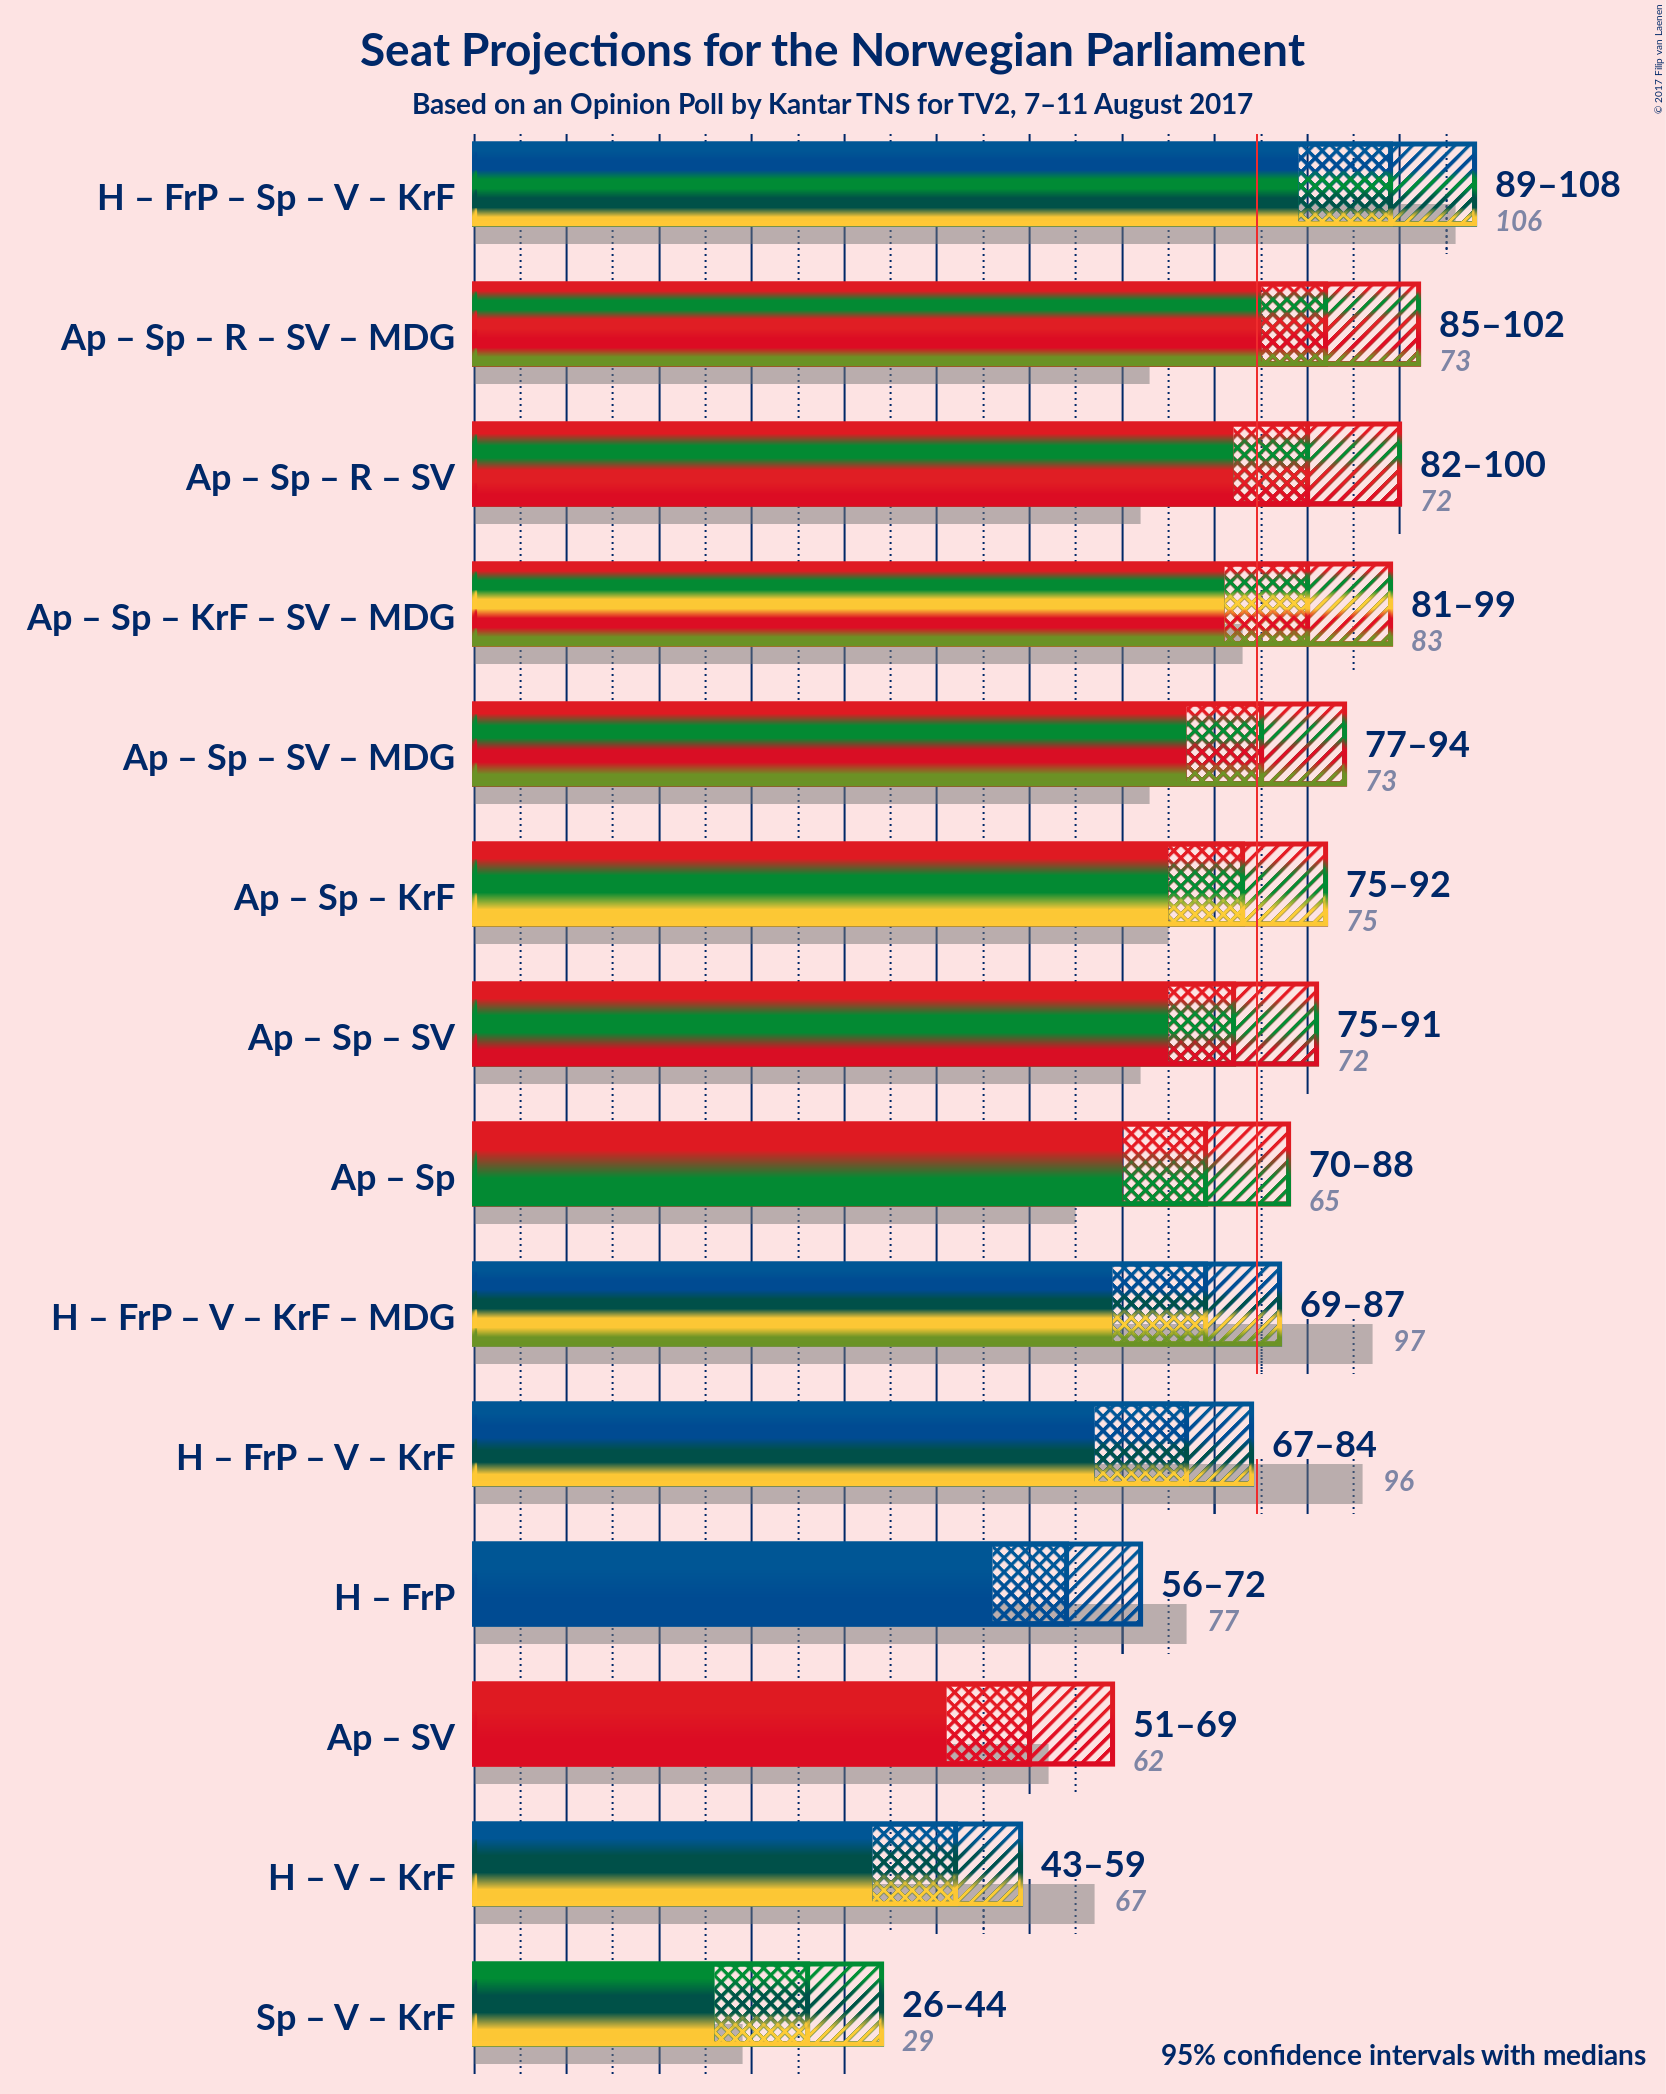 Seat Projections for the Norwegian Parliament
Based on an Opinion Poll by Kantar TNS for TV2, 7–11 August 2017
© 2017 Filip van Laenen
H – FrP – Sp – V – KrF
89–108
106
Ap – Sp – R – SV – MDG
85–102
73
Ap – Sp – R – SV
82–100
72
Ap – Sp – KrF – SV – MDG
81–99
83
Ap – Sp – SV – MDG
77–94
73
Ap – Sp – KrF
75–92
75
Ap – Sp – SV
75–91
72
Ap – Sp
70–88
65
H – FrP – V – KrF – MDG
69–87
97
H – FrP – V – KrF
67–84
96
H – FrP
56–72
77
Ap – SV
51–69
62
H – V – KrF
43–59
67
Sp – V – KrF
26–44
29
95% confidence intervals with medians